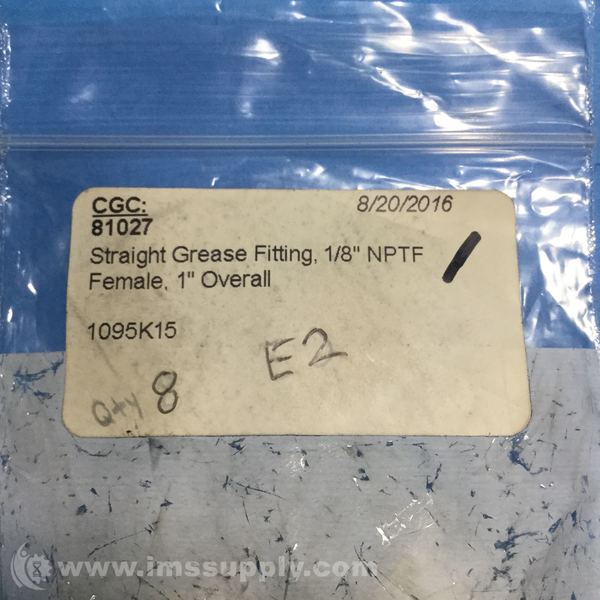 CGC: 8/20/2016
81027
Straight Grease Fitting, 1/8" NPTF
Female, 1" Overall
1095K15
E2
Qty 8
www.imssupply.com